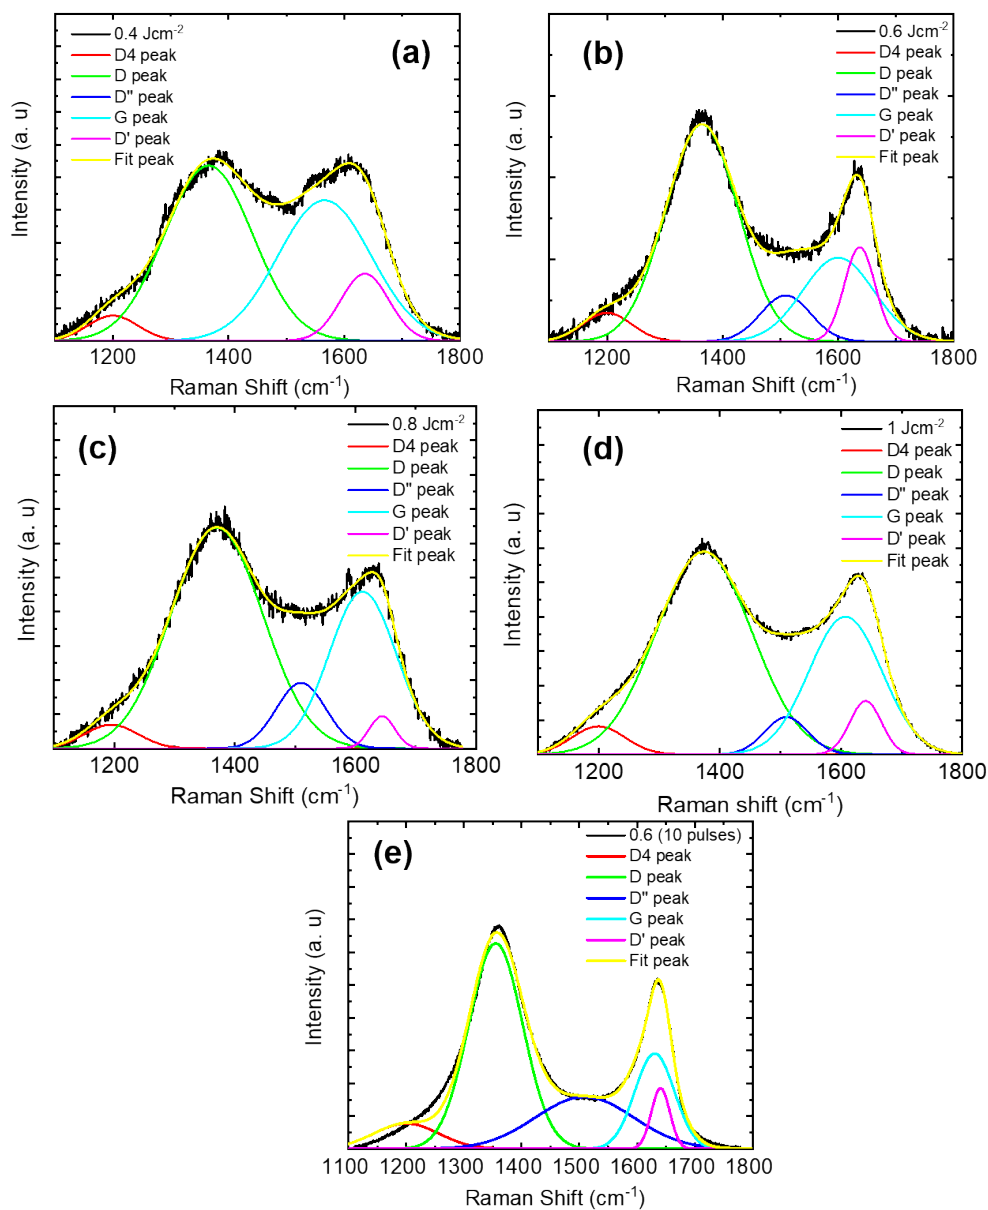 (a)
0.4 Jcm-2
D4 peak
D peak
D" peak
G peak
D' peak
Fit peak
Intensity (a. u)
1200 1400 1600 1800
Raman Shift (cm-1)
(b)
0.6 Jcm-2
D4 peak
D peak
D" peak
G peak
D' peak
Fit peak
Intensity (a. u)
1200 1400 1600 1800
Raman Shift (cm-1)
(c)
0.8 Jcm-2
D4 peak
D peak
D" peak
G peak
D' peak
Fit peak
Intensity (a. u)
1200 1400 1600 1800
Raman Shift (cm-1)
(d)
1 Jcm-2
D4 peak
D peak
D" peak
G peak
D' peak
Fit peak
Intensity (a. u)
1200 1400 1600 1800
Raman shift (cm-1)
(e)
0.6 (10 pulses)
D4 peak
D peak
D" peak
G peak
D' peak
Fit peak
Intensity (a. u)
1100 1200 1300 1400 1500 1600 1700 1800
Raman Shift (cm-1)